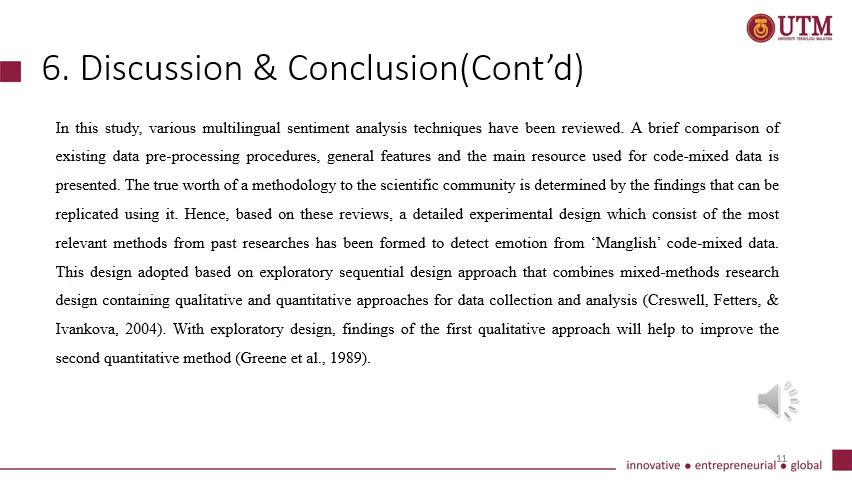 UTM
UNIVERSITI TEKNOLOGI MALAYSIA
6. Discussion & Conclusion(Cont’d)
In this study, various multilingual sentiment analysis techniques have been reviewed. A brief comparison of
existing data pre-processing procedures, general features and the main resource used for code-mixed data is
presented. The true worth of a methodology to the scientific community is determined by the findings that can be
replicated using it. Hence, based on these reviews, a detailed experimental design which consist of the most
relevant methods from past researches has been formed to detect emotion from ‘Manglish’ code-mixed data.
This design adopted based on exploratory sequential design approach that combines mixed-methods research
design containing qualitative and quantitative approaches for data collection and analysis (Creswell, Fetters, &
Ivankova, 2004). With exploratory design, findings of the first qualitative approach will help to improve the
second quantitative method (Greene et al., 1989).
11
innovative ● entrepreneurial ● global